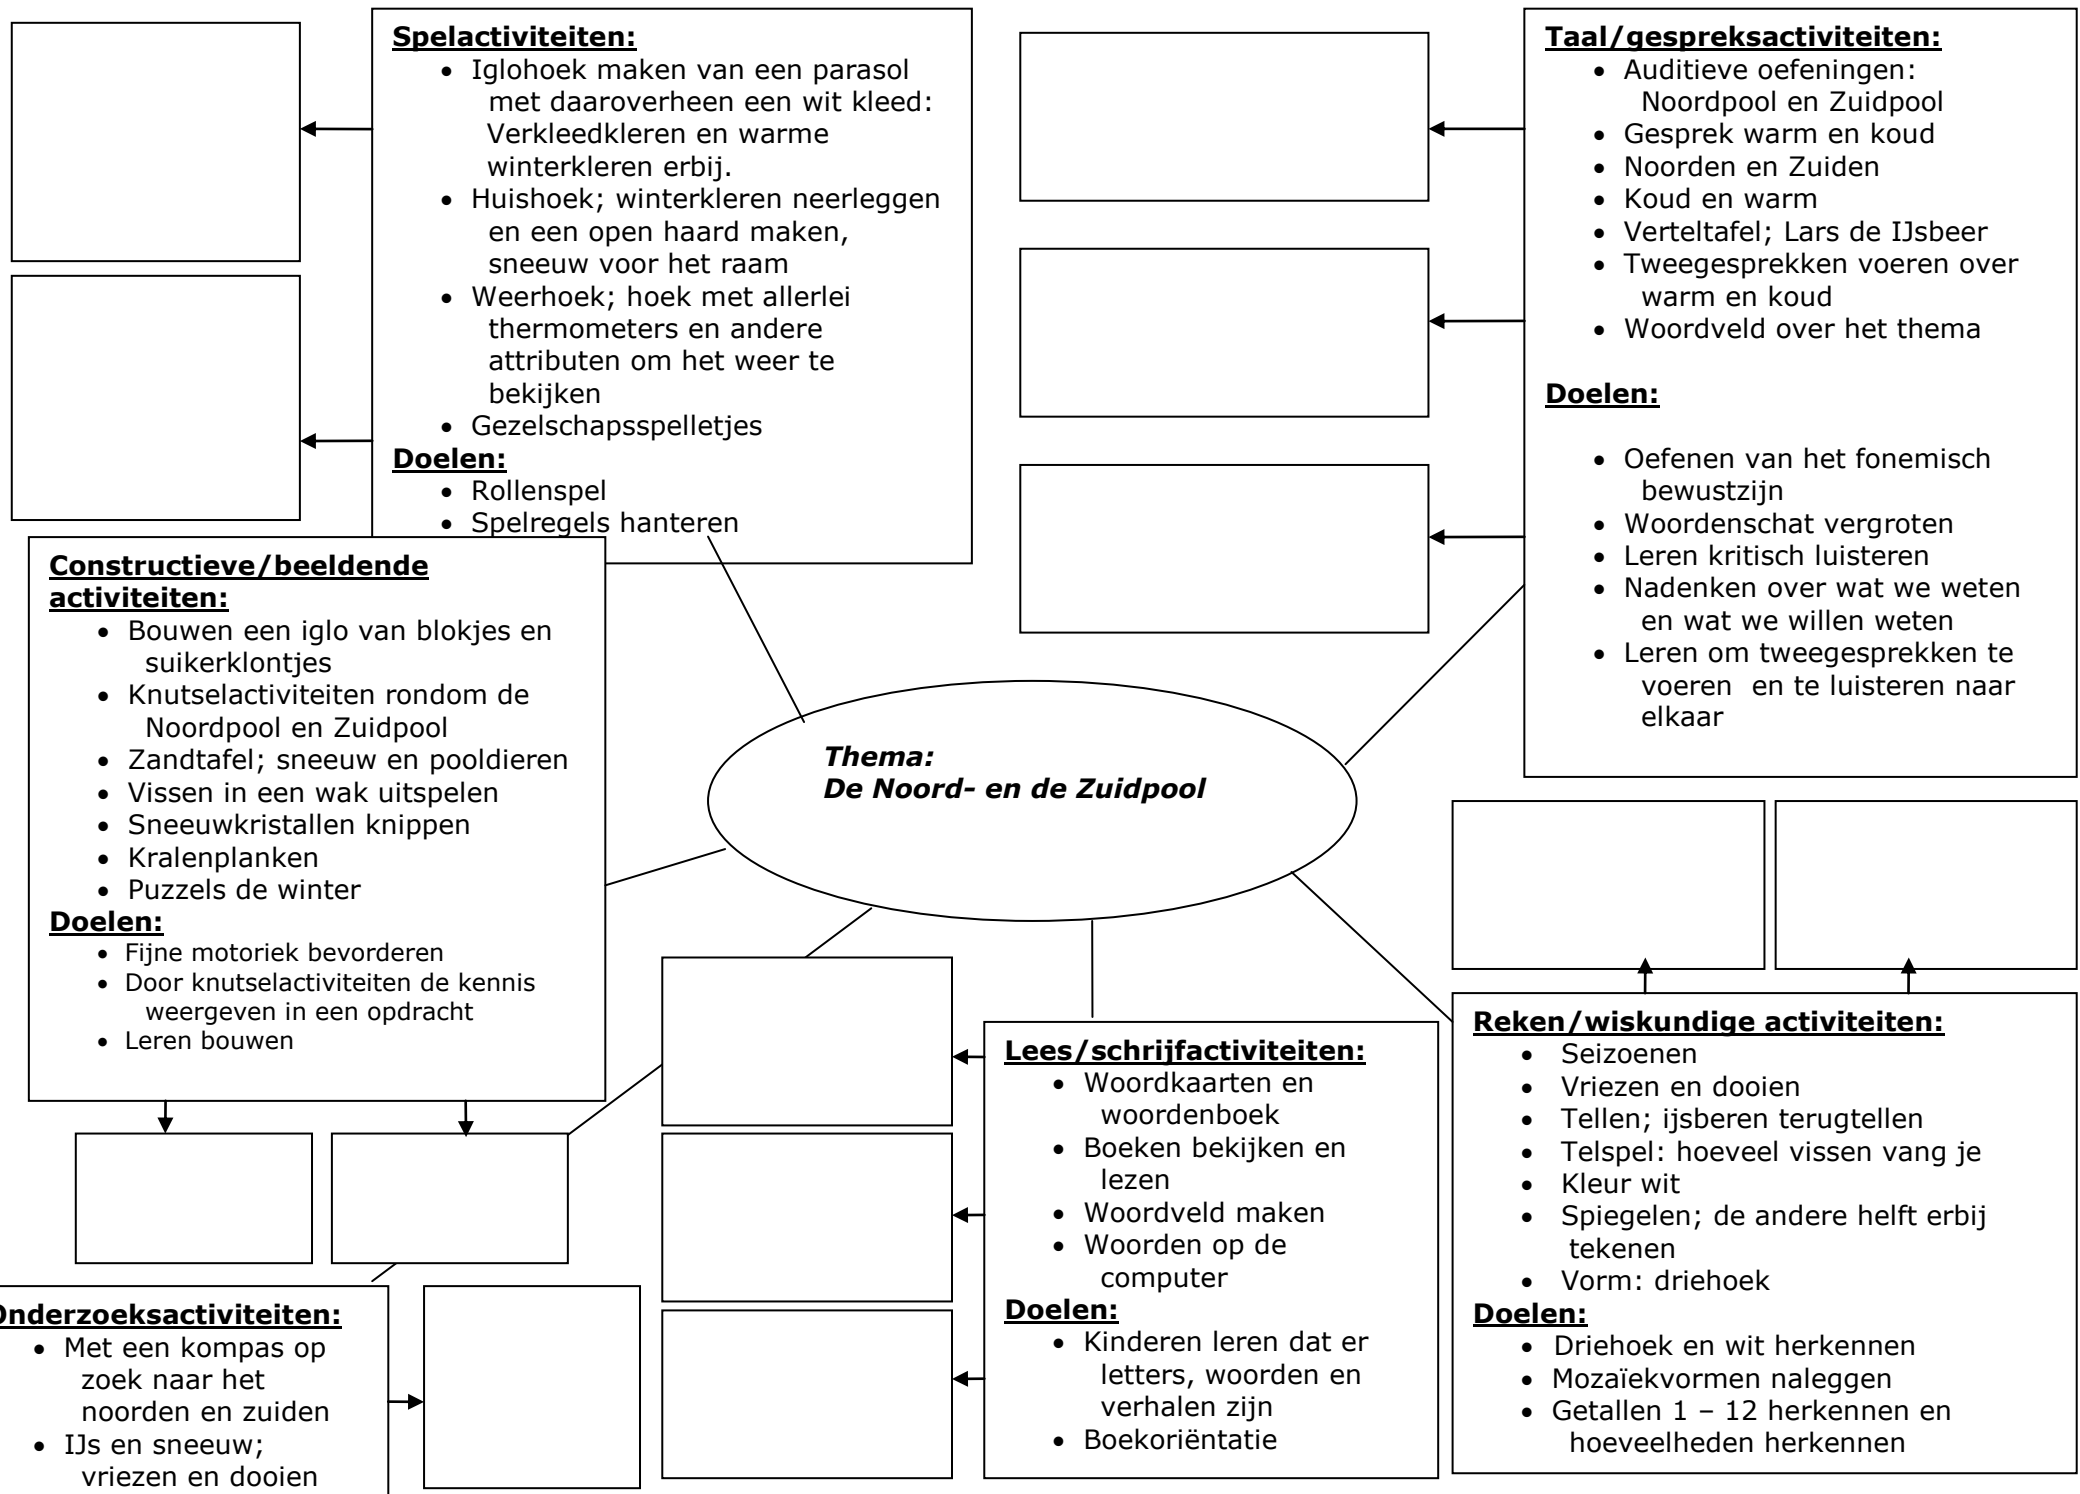 Spelactiviteiten:
• Iglohoek maken van een parasol
met daaroverheen een wit kleed:
Verkleedkleren en warme
winterkleren erbij.
• Huishoek; winterkleren neerleggen
en een open haard maken,
sneeuw voor het raam
• Weerhoek; hoek met allerlei
thermometers en andere
attributen om het weer te
bekijken
• Gezelschapsspelletjes
Doelen:
• Rollenspel
• Spelregels hanteren
Taal/gespreksactiviteiten:
• Auditieve oefeningen:
Noordpool en Zuidpool
• Gesprek warm en koud
• Noorden en Zuiden
• Koud en warm
• Verteltafel; Lars de IJsbeer
• Tweegesprekken voeren over
warm en koud
• Woordveld over het thema
Doelen:
• Oefenen van het fonemisch
bewustzijn
• Woordenschat vergroten
• Leren kritisch luisteren
• Nadenken over wat we weten
en wat we willen weten
• Leren om tweegesprekken te
voeren en te luisteren naar
elkaar
Constructieve/beeldende
activiteiten:
• Bouwen een iglo van blokjes en
suikerklontjes
• Knutselactiviteiten rondom de
Noordpool en Zuidpool
• Zandtafel; sneeuw en pooldieren
• Vissen in een wak uitspelen
• Sneeuwkristallen knippen
• Kralenplanken
• Puzzels de winter
Doelen:
• Fijne motoriek bevorderen
• Door knutselactiviteiten de kennis
weergeven in een opdracht
• Leren bouwen
Thema:
De Noord- en de Zuidpool
Lees/schrijfactiviteiten:
• Woordkaarten en
woordenboek
• Boeken bekijken en
lezen
• Woordveld maken
• Woorden op de
computer
Doelen:
• Kinderen leren dat er
letters, woorden en
verhalen zijn
• Boekoriëntatie
Reken/wiskundige activiteiten:
• Seizoenen
• Vriezen en dooien
• Tellen; ijsberen terugtellen
• Telspel: hoeveel vissen vang je
• Kleur wit
• Spiegelen; de andere helft erbij
tekenen
• Vorm: driehoek
Doelen:
• Driehoek en wit herkennen
• Mozaïekvormen naleggen
• Getallen 1 – 12 herkennen en
hoeveelheden herkennen
Onderzoeksactiviteiten:
• Met een kompas op
zoek naar het
noorden en zuiden
• IJs en sneeuw;
vriezen en dooien